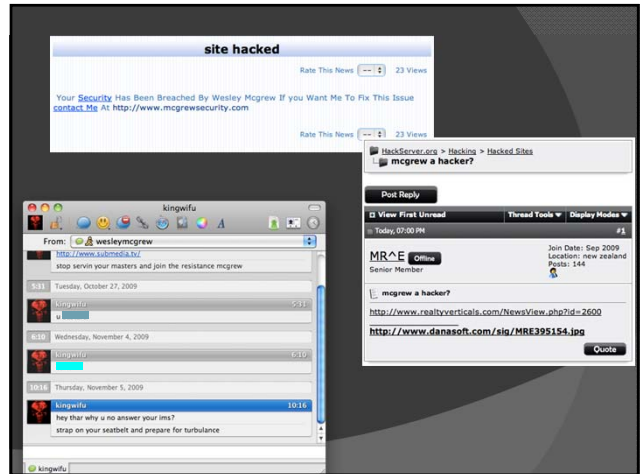 site hacked
Rate This News -- 23 Views
Your Security Has Been Breached By Wesley Mcgrew If you Want Me To Fix This Issue
contact Me At http://www.mcgrewsecurity.com
Rate This News -- 23 Views
HackServer.org > Hacking > Hacked Sites
mcgrew a hacker?
Post Reply
View First Unread Thread Tools Display Modes
Today, 07:00 PM #1
MR^E Offline
Senior Member
Join Date: Sep 2009
Location: new zealand
Posts: 144
mcgrew a hacker?
http://www.realtyverticals.com/NewsView.php?id=2600
http://www.danasoft.com/sig/MRE395154.jpg
Quote
kingwifu
From: wesleymcgrew
http://www.submedia.tv/
stop servin your masters and join the resistance mcgrew
5:31 Tuesday, October 27, 2009
kingwifu 5:31
u
6:10 Wednesday, November 4, 2009
kingwifu 6:10
10:16 Thursday, November 5, 2009
kingwifu 10:16
hey thar why u no answer your ims?
strap on your seatbelt and prepare for turbulance
kingwifu